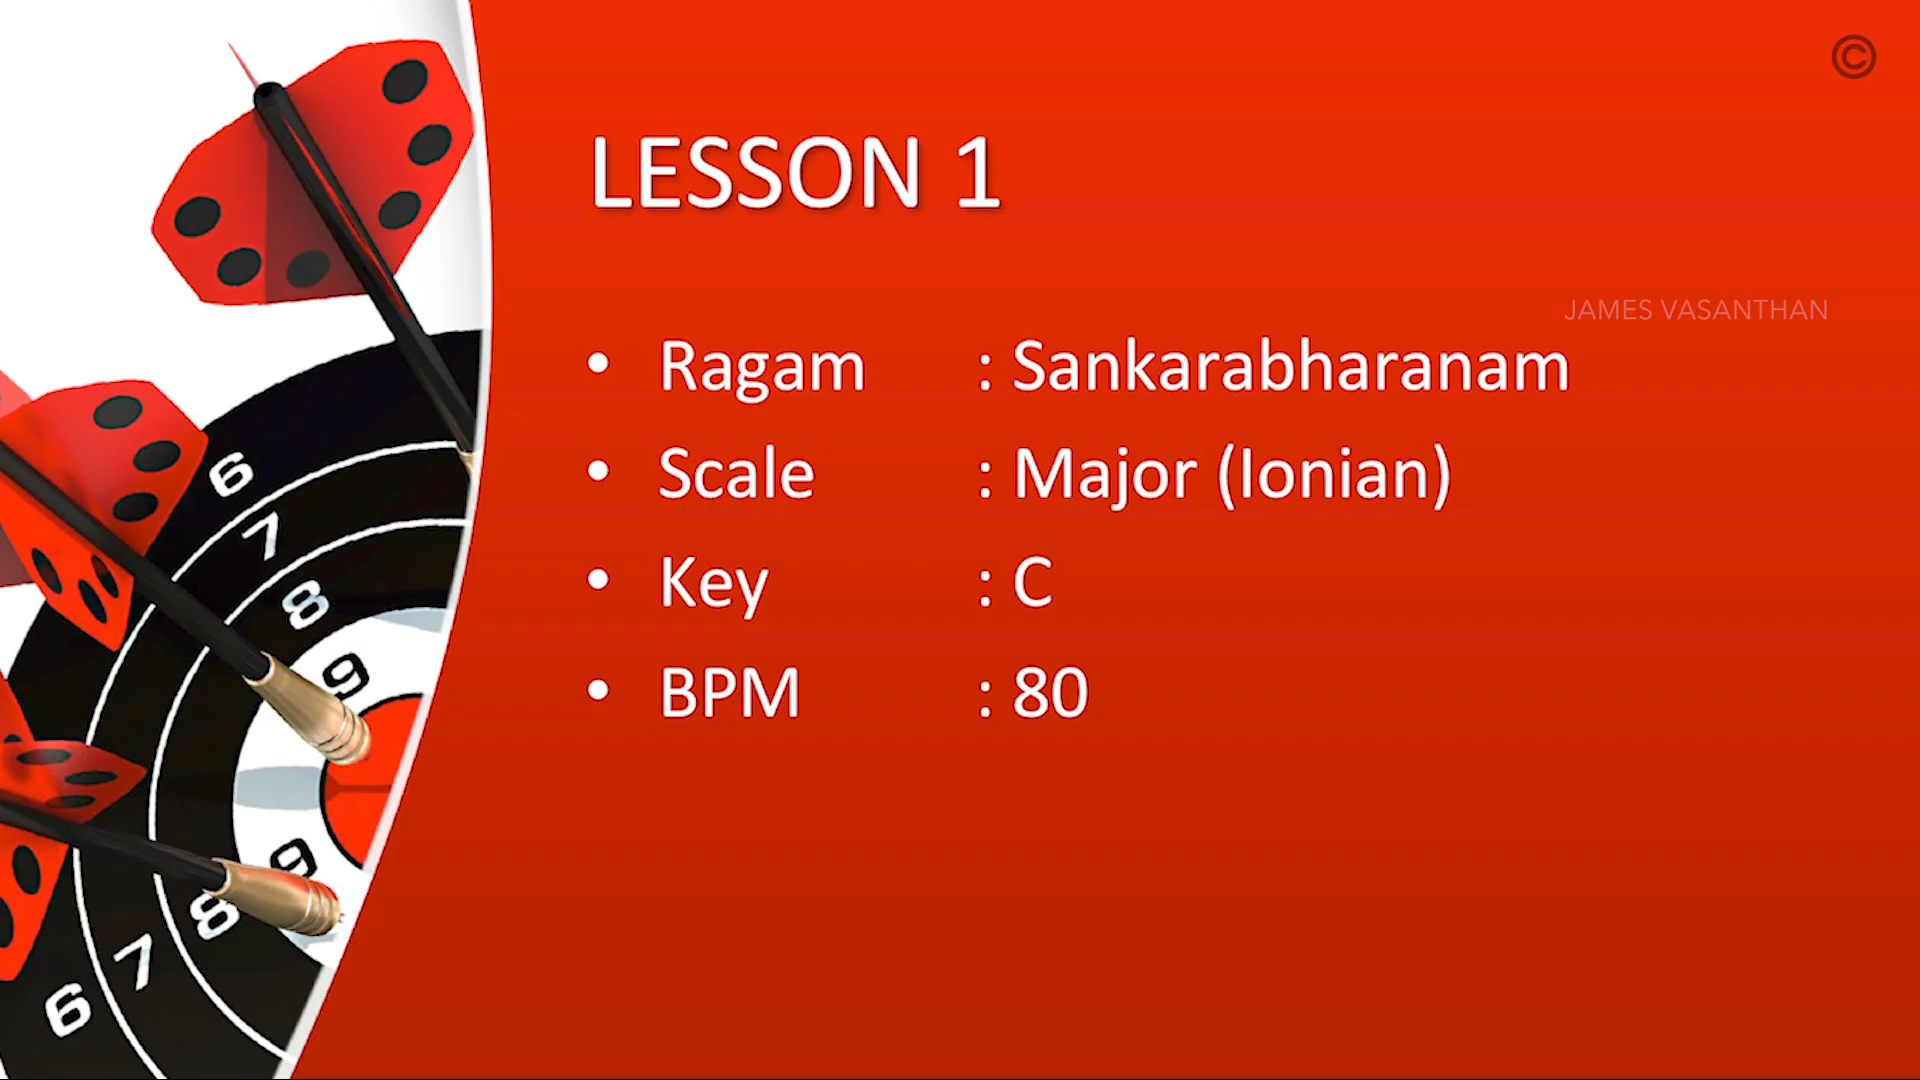 ©
LESSON 1
JAMES VASANTHAN
• Ragam : Sankarabharanam
• Scale : Major (Ionian)
• Key : C
• BPM : 80
6
7
8
9
9
8
7
6